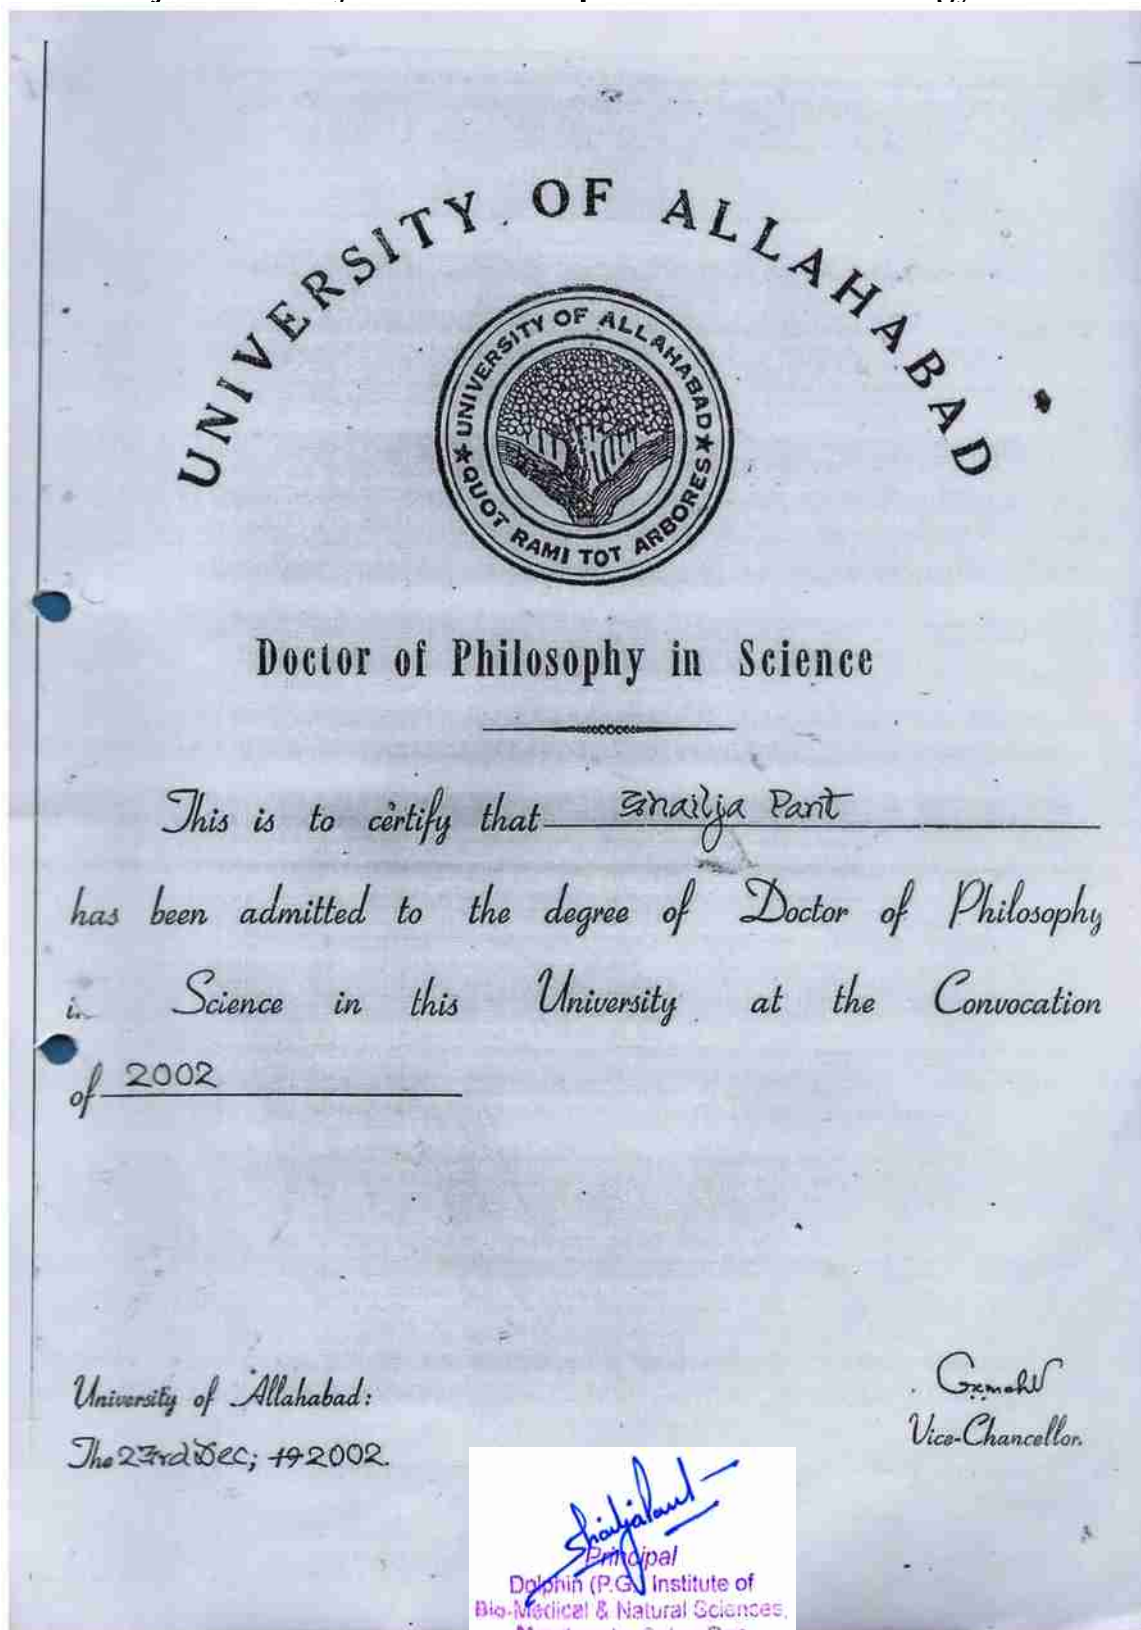 UNIVERSITY OF ALLAHABAD
UNIVERSITY OF ALLAHABAD
QUOT RAMI TOT ARBORES
Doctor of Philosophy in Science
This is to certify that Shailja Pant
has been admitted to the degree of Doctor of Philosophy
in Science in this University at the Convocation
of 2002
University of Allahabad:
The 23rd Dec; 19 2002.
Vice-Chancellor.
Shailja Pant
Principal
Dolphin (P.G.) Institute of
Bio-Medical & Natural Sciences,